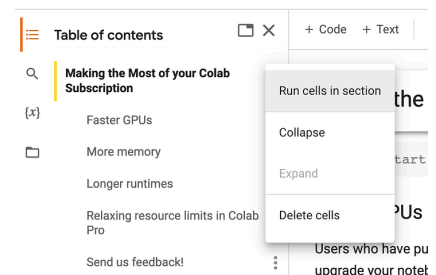 Table of contents
+ Code + Text
Making the Most of your Colab
Subscription
{x}
Faster GPUs
More memory
Longer runtimes
Relaxing resource limits in Colab
Pro
Send us feedback!
Run cells in section
Collapse
Expand
Delete cells
the
tart
PUs
Users who have pu
upgrade your noteb